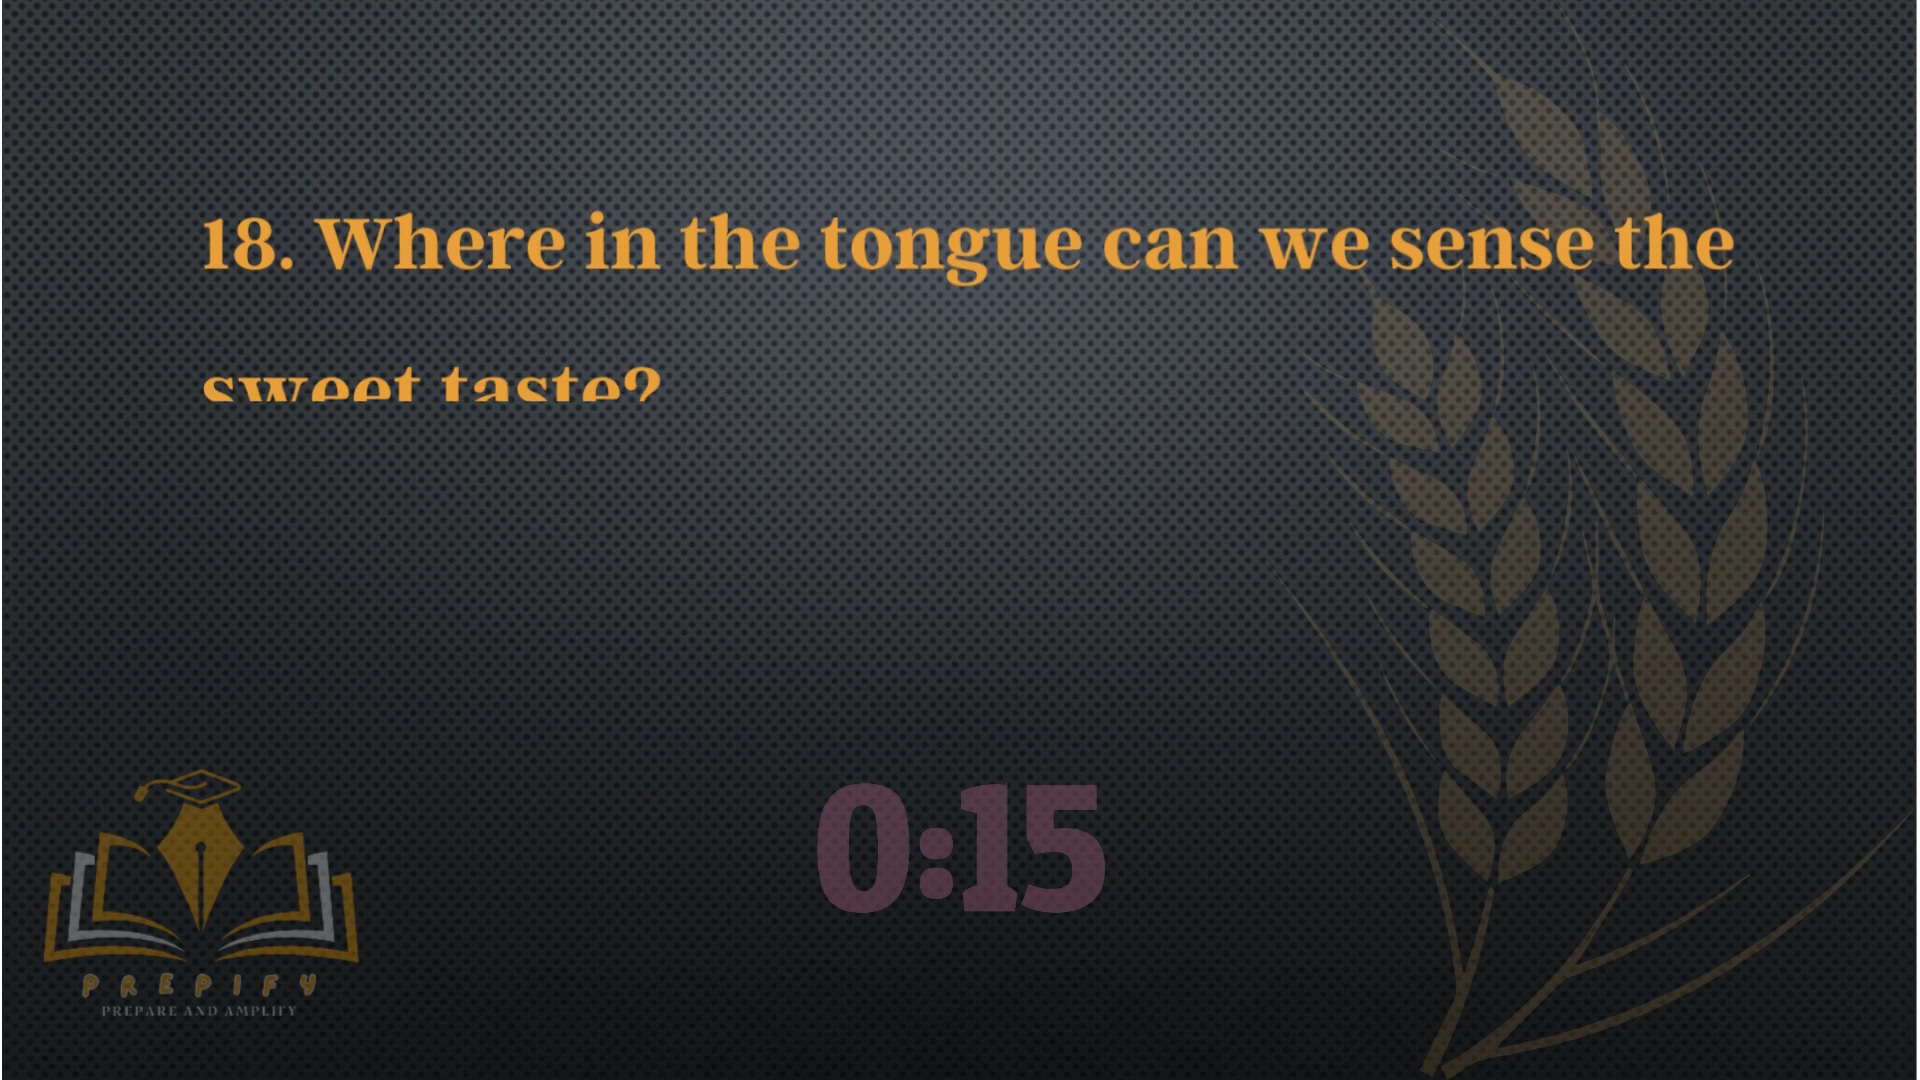 18. Where in the tongue can we sense the
sweet taste?
0:15
PREPIFY
PREPARE AND AMPLIFY